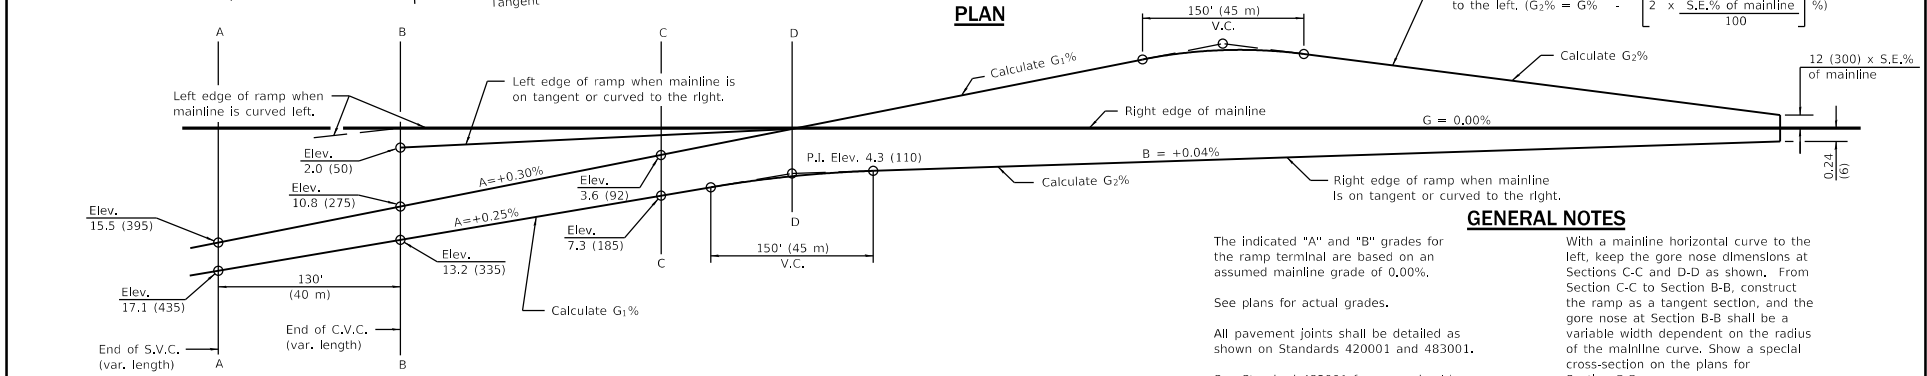 Tangent
PLAN
to the left. (G₂% = G% - [2 x S.E.% of mainline / 100] %)
A
B
C
D
150' (45 m)
V.C.
Calculate G₁%
Calculate G₂%
12 (300) x S.E.%
of mainline
Left edge of ramp when mainline is
on tangent or curved to the right.
Left edge of ramp when
mainline is curved left.
Right edge of mainline
G = 0.00%
Elev.
2.0 (50)
P.I. Elev. 4.3 (110)
B = +0.04%
0.24
(6)
A=+0.30%
Elev.
10.8 (275)
Elev.
3.6 (92)
Calculate G₂%
Right edge of ramp when mainline
is on tangent or curved to the right.
Elev.
15.5 (395)
A=+0.25%
Elev.
7.3 (185)
D
C
150' (45 m)
V.C.
Elev.
13.2 (335)
130'
(40 m)
Elev.
17.1 (435)
Calculate G₁%
End of C.V.C.
(var. length)
End of S.V.C.
(var. length)
A
B
GENERAL NOTES
The indicated "A" and "B" grades for
the ramp terminal are based on an
assumed mainline grade of 0.00%.
See plans for actual grades.
All pavement joints shall be detailed as
shown on Standards 420001 and 483001.
With a mainline horizontal curve to the
left, keep the gore nose dimensions at
Sections C-C and D-D as shown. From
Section C-C to Section B-B, construct
the ramp as a tangent section, and the
gore nose at Section B-B shall be a
variable width dependent on the radius
of the mainline curve. Show a special
cross-section on the plans for